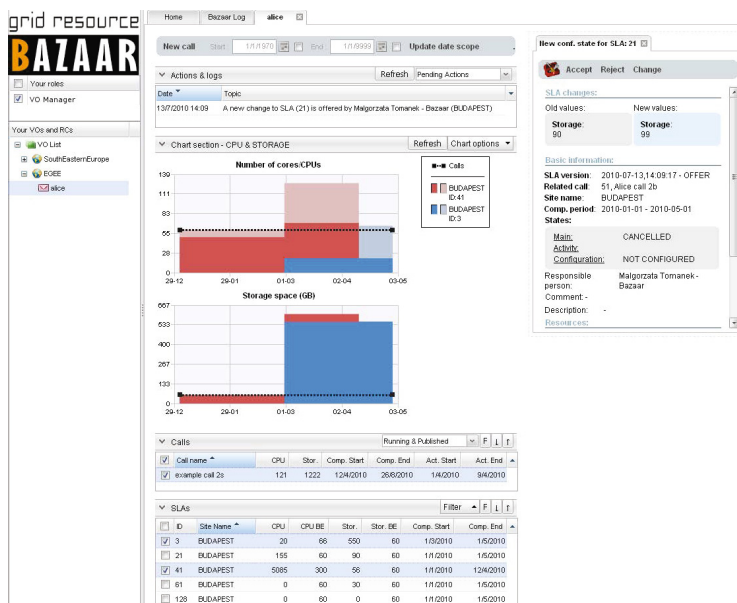 grid resource
BAZAAR
Your roles
VO Manager
Your VOs and RCs
VO List
SouthEasternEurope
EGEE
alice
Home Bazaar Log alice
New call Start 1/1/1970 End 1/1/9999 Update date scope
Actions & logs Refresh Pending Actions
Date Topic
13/7/2010 14:09 A new change to SLA (21) is offered by Malgorzata Tomanek - Bazaar (BUDAPEST)
Chart section - CPU & STORAGE Refresh Chart options
Number of cores/CPUs
139
111
83
55
28
0
29-12 29-01 01-03 02-04 03-05
Calls
BUDAPEST
ID:41
BUDAPEST
ID:3
Storage space (GB)
667
533
400
267
133
0
29-12 29-01 01-03 02-04 03-05
Calls Running & Published F
Call name CPU Stor. Comp. Start Comp. End Act. Start Act. End
example call 2s 121 1222 12/4/2010 26/8/2010 1/4/2010 9/4/2010
SLAs Filter F
ID Site Name CPU CPU BE Stor. Stor. BE Comp. Start Comp. End
3 BUDAPEST 20 66 550 60 1/3/2010 1/5/2010
21 BUDAPEST 155 60 90 60 1/1/2010 1/5/2010
41 BUDAPEST 5085 300 56 60 1/1/2010 12/4/2010
61 BUDAPEST 0 60 30 60 1/1/2010 1/5/2010
128 BUDAPEST 0 60 0 60 1/1/2010 1/5/2010
New conf. state for SLA: 21
Accept Reject Change
SLA changes:
Old values: New values:
Storage: Storage:
90 99
Basic information:
SLA version: 2010-07-13,14:09:17 - OFFER
Related call: 51, Alice call 2b
Site name: BUDAPEST
Comp. period: 2010-01-01 - 2010-05-01
States:
Main: CANCELLED
Activity:
Configuration: NOT CONFIGURED
Responsible Malgorzata Tomanek -
person: Bazaar
Comment: -
Description: -
Resources: